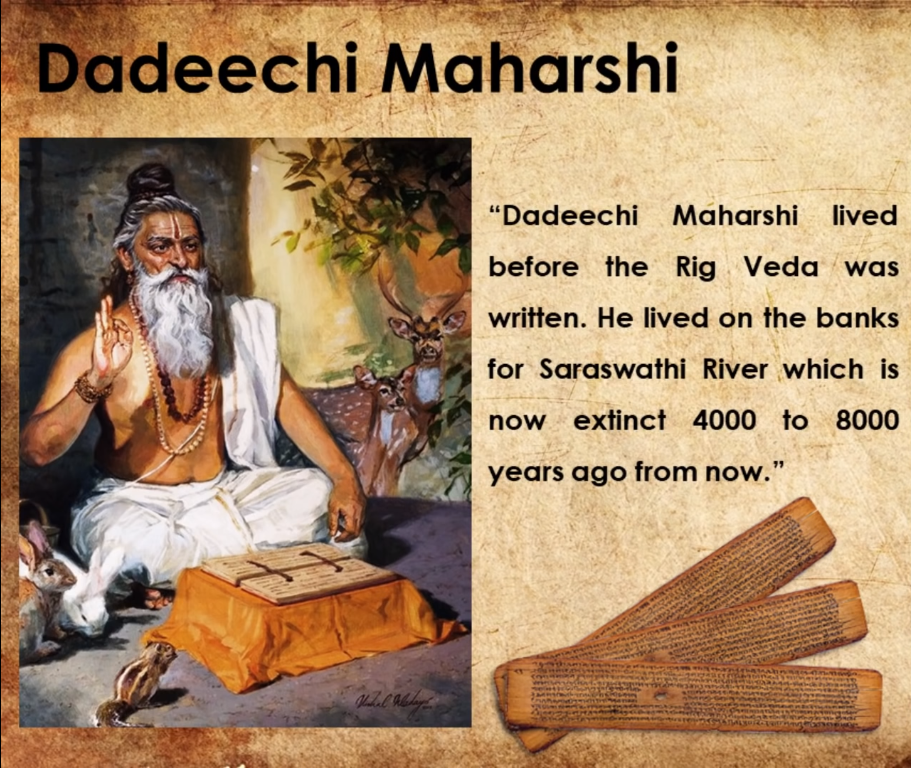 Dadeechi Maharshi
“Dadeechi Maharshi lived
before the Rig Veda was
written. He lived on the banks
for Saraswathi River which is
now extinct 4000 to 8000
years ago from now.”